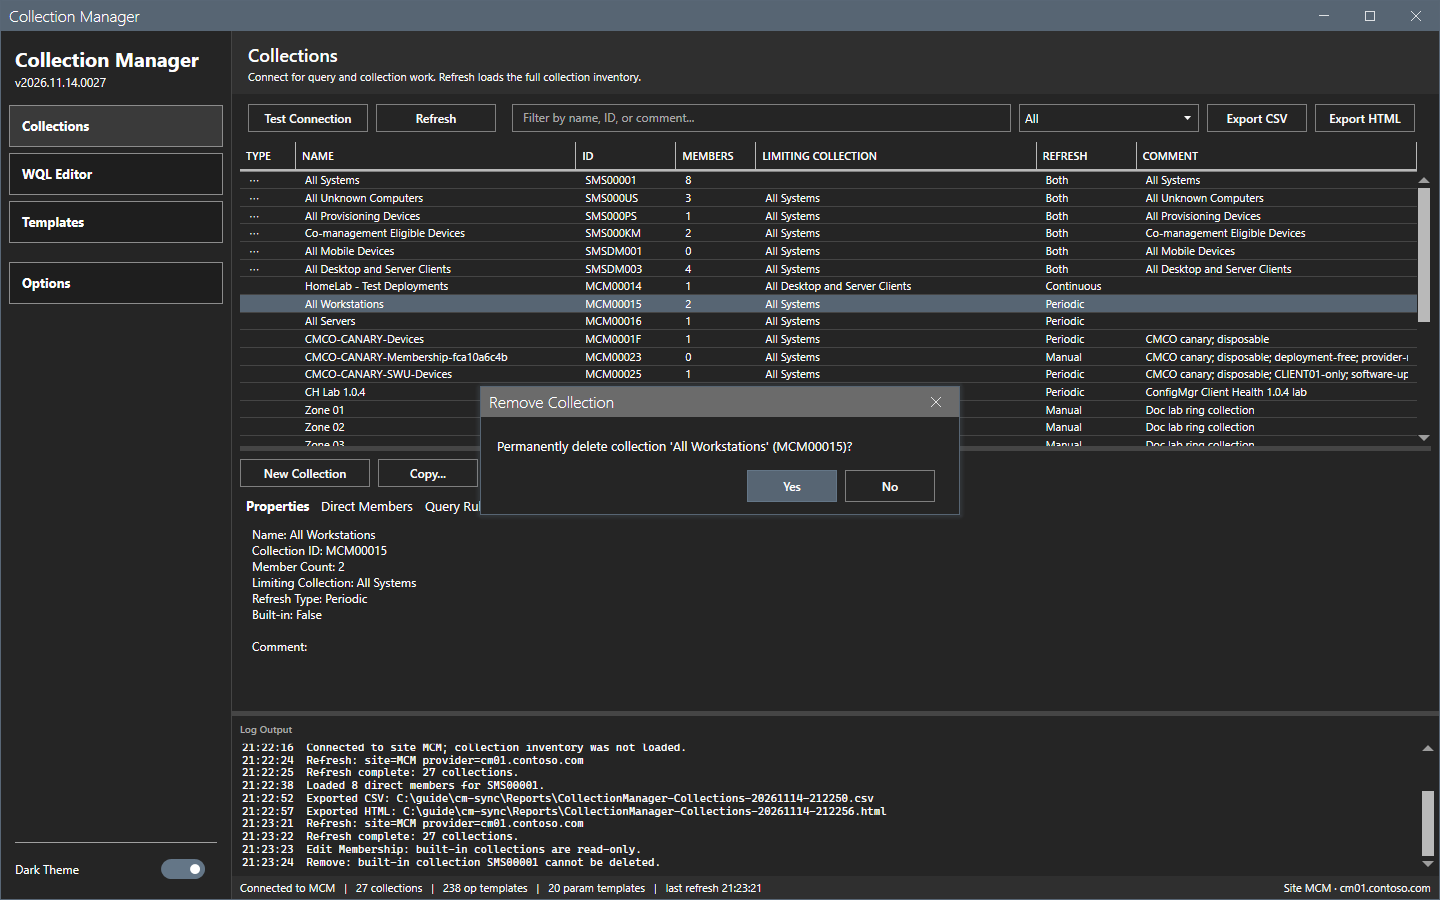 Collection Manager
Collection Manager
v2026.11.14.0027
Collections
WQL Editor
Templates
Options
Dark Theme
Collections
Connect for query and collection work. Refresh loads the full collection inventory.
Test Connection Refresh Filter by name, ID, or comment... All Export CSV Export HTML
TYPE NAME ID MEMBERS LIMITING COLLECTION REFRESH COMMENT
... All Systems SMS00001 8 Both All Systems
... All Unknown Computers SMS000US 3 All Systems Both All Unknown Computers
... All Provisioning Devices SMS000PS 1 All Systems Both All Provisioning Devices
... Co-management Eligible Devices SMS000KM 2 All Systems Both Co-management Eligible Devices
... All Mobile Devices SMSDM001 0 All Systems Both All Mobile Devices
... All Desktop and Server Clients SMSDM003 4 All Systems Both All Desktop and Server Clients
HomeLab - Test Deployments MCM00014 1 All Desktop and Server Clients Continuous
All Workstations MCM00015 2 All Systems Periodic
All Servers MCM00016 1 All Systems Periodic
CMCO-CANARY-Devices MCM0001F 1 All Systems Periodic CMCO canary; disposable
CMCO-CANARY-Membership-fca10a6c4b MCM00023 0 All Systems Manual CMCO canary; disposable; deployment-free; provider-
CMCO-CANARY-SWU-Devices MCM00025 1 All Systems Periodic CMCO canary; disposable; CLIENT01-only; software-up
CH Lab 1.0.4 Periodic ConfigMgr Client Health 1.0.4 lab
Zone 01 Manual Doc lab ring collection
Zone 02 Manual Doc lab ring collection
Zone 03 Manual Doc lab ring collection
Remove Collection
Permanently delete collection 'All Workstations' (MCM00015)?
Yes No
New Collection Copy...
Properties Direct Members Query Rul
Name: All Workstations
Collection ID: MCM00015
Member Count: 2
Limiting Collection: All Systems
Refresh Type: Periodic
Built-in: False
Comment:
Log Output
21:22:16 Connected to site MCM; collection inventory was not loaded.
21:22:24 Refresh: site=MCM provider=cm01.contoso.com
21:22:25 Refresh complete: 27 collections.
21:22:38 Loaded 8 direct members for SMS00001.
21:22:52 Exported CSV: C:\guide\cm-sync\Reports\CollectionManager-Collections-20261114-212250.csv
21:22:57 Exported HTML: C:\guide\cm-sync\Reports\CollectionManager-Collections-20261114-212256.html
21:23:21 Refresh: site=MCM provider=cm01.contoso.com
21:23:22 Refresh complete: 27 collections.
21:23:23 Edit Membership: built-in collections are read-only.
21:23:24 Remove: built-in collection SMS00001 cannot be deleted.
Connected to MCM | 27 collections | 238 op templates | 20 param templates | last refresh 21:23:21 Site MCM · cm01.contoso.com